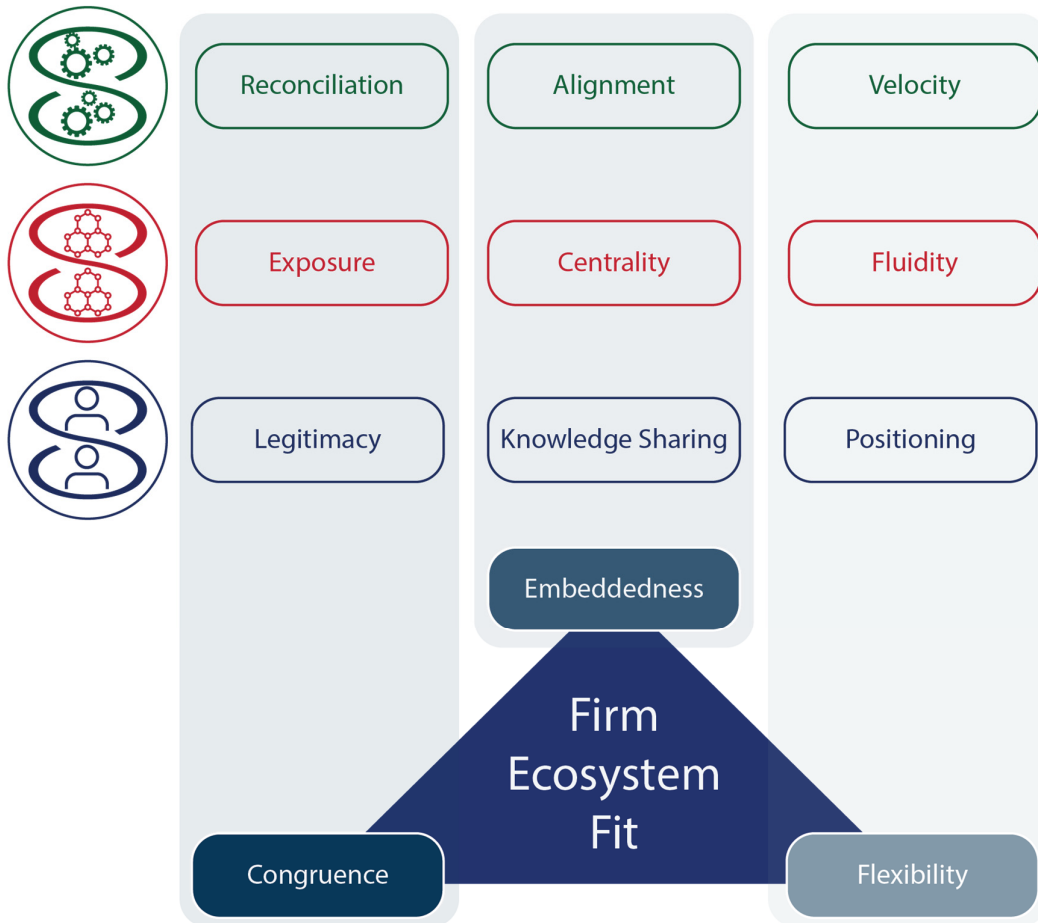 Reconciliation
Alignment
Velocity
Exposure
Centrality
Fluidity
Legitimacy
Knowledge Sharing
Positioning
Embeddedness
Firm
Ecosystem
Fit
Congruence
Flexibility